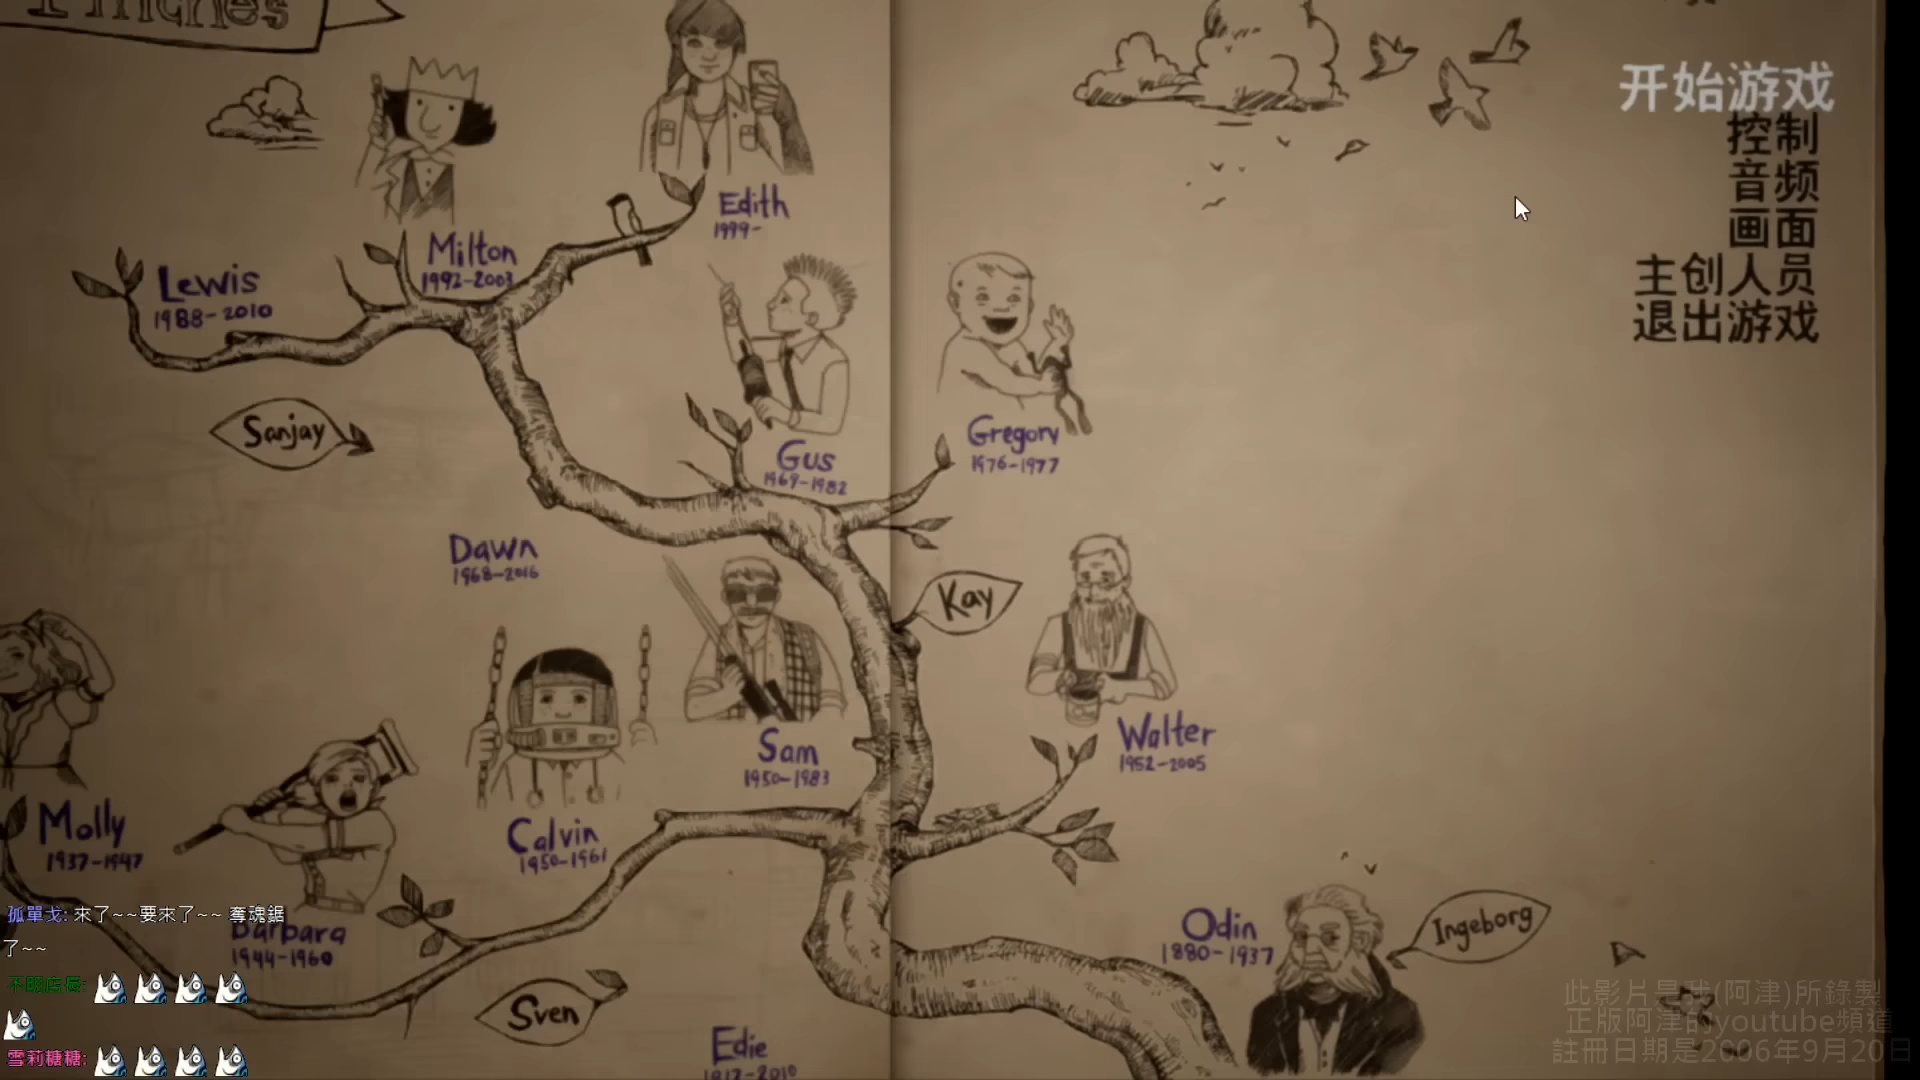 Finches
开始游戏
控制
音频
画面
主创人员
退出游戏
Edith
1999-
Milton
1992-2003
Lewis
1988-2010
Sanjay
Gus
1969-1982
Gregory
1976-1977
Dawn
1968-2016
Kay
Sam
1950-1983
Walter
1952-2005
Molly
1937-1947
Calvin
1950-1961
Barbara
1944-1960
Sven
Odin
1880-1937
Ingeborg
Edie
1917-2010
孤單戈: 來了~~要來了~~ 奪魂鋸
了~~
雪莉糖糖:
此影片是我(阿津)所錄製
正版阿津的youtube頻道
註冊日期是2006年9月20日